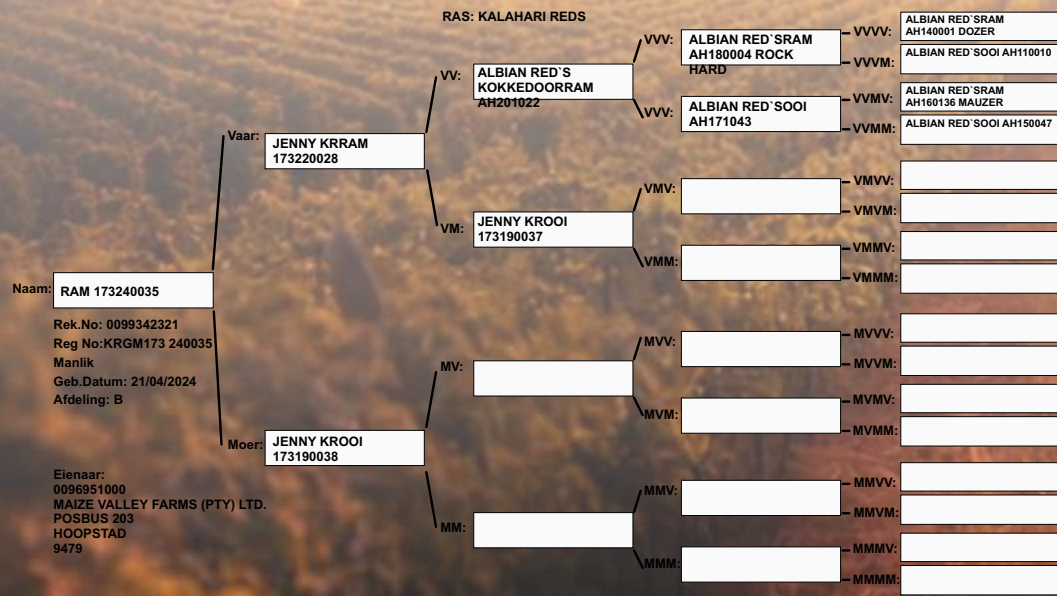 RAS: KALAHARI REDS
Naam:
RAM 173240035
Rek.No: 0099342321
Reg No:KRGM173 240035
Manlik
Geb.Datum: 21/04/2024
Afdeling: B
Eienaar:
0096951000
MAIZE VALLEY FARMS (PTY) LTD.
POSBUS 203
HOOPSTAD
9479
Vaar:
JENNY KRRAM
173220028
Moer:
JENNY KROOI
173190038
VV:
ALBIAN RED`S
KOKKEDOORRAM
AH201022
VM:
JENNY KROOI
173190037
MV:
MM:
VVV:
ALBIAN RED`SRAM
AH180004 ROCK
HARD
VVV:
ALBIAN RED`SOOI
AH171043
VMV:
VMM:
MVV:
MVM:
MMV:
MMM:
VVVV:
ALBIAN RED`SRAM
AH140001 DOZER
VVVM:
ALBIAN RED`SOOI AH110010
VVMV:
ALBIAN RED`SRAM
AH160136 MAUZER
VVMM:
ALBIAN RED`SOOI AH150047
VMVV:
VMVM:
VMMV:
VMMM:
MVVV:
MVVM:
MVMV:
MVMM:
MMVV:
MMVM:
MMMV:
MMMM: